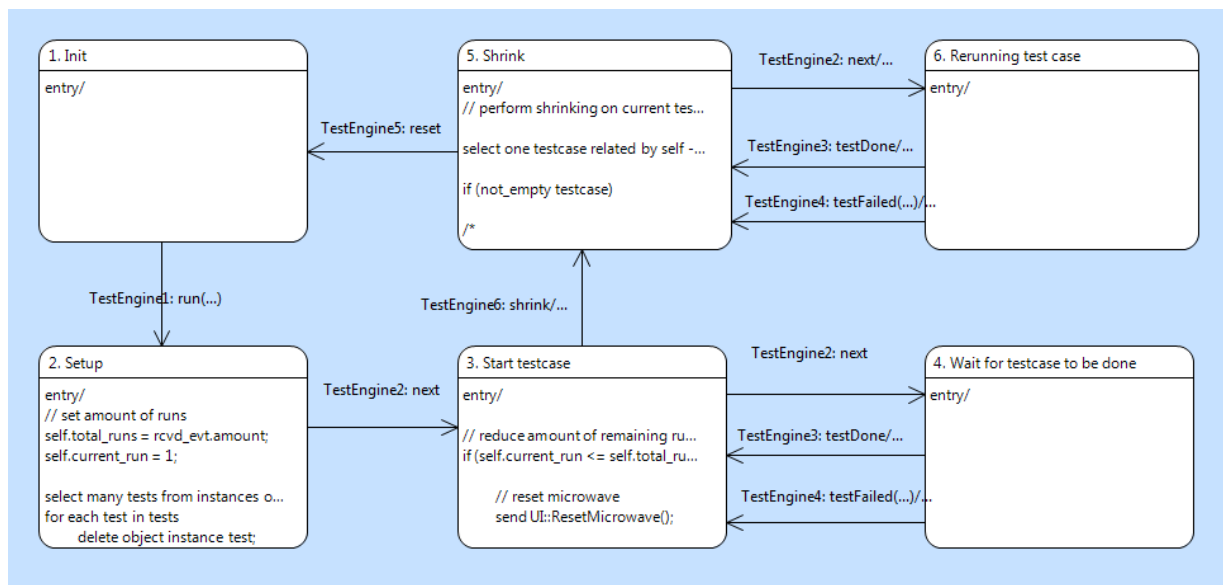 1. Init
entry/
TestEngine5: reset
5. Shrink
entry/
// perform shrinking on current tes...
select one testcase related by self -...
if (not_empty testcase)
/*
TestEngine2: next/...
TestEngine3: testDone/...
TestEngine4: testFailed(...)/...
6. Rerunning test case
entry/
TestEngine1: run(...)
TestEngine6: shrink/...
2. Setup
entry/
// set amount of runs
self.total_runs = rcvd_evt.amount;
self.current_run = 1;
select many tests from instances o...
for each test in tests
delete object instance test;
TestEngine2: next
3. Start testcase
entry/
// reduce amount of remaining ru...
if (self.current_run <= self.total_ru...
// reset microwave
send UI::ResetMicrowave();
TestEngine2: next
TestEngine3: testDone/...
TestEngine4: testFailed(...)/...
4. Wait for testcase to be done
entry/